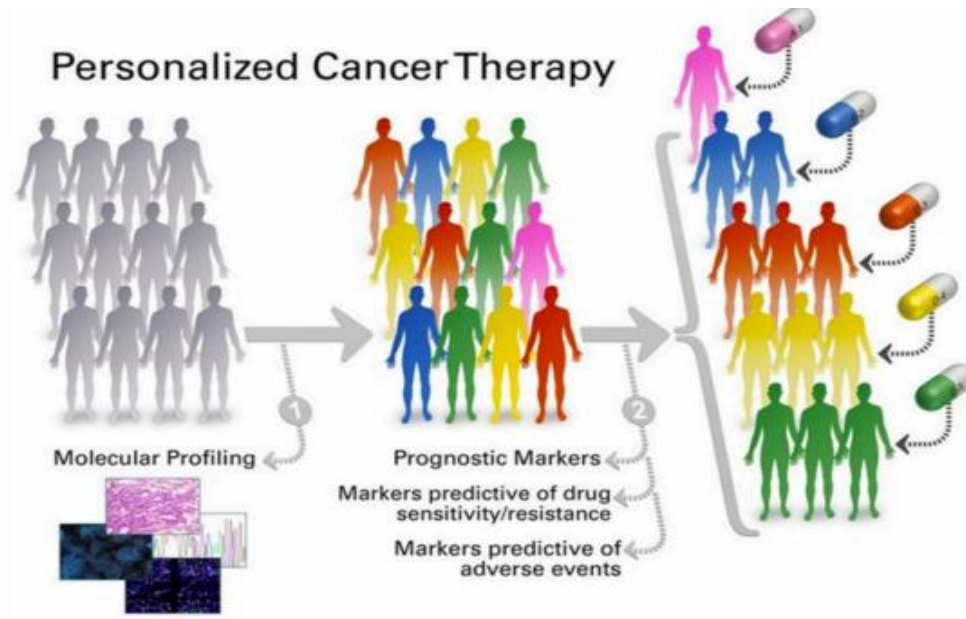 Personalized Cancer Therapy
1
2
Molecular Profiling
Prognostic Markers
Markers predictive of drug
sensitivity/resistance
Markers predictive of
adverse events